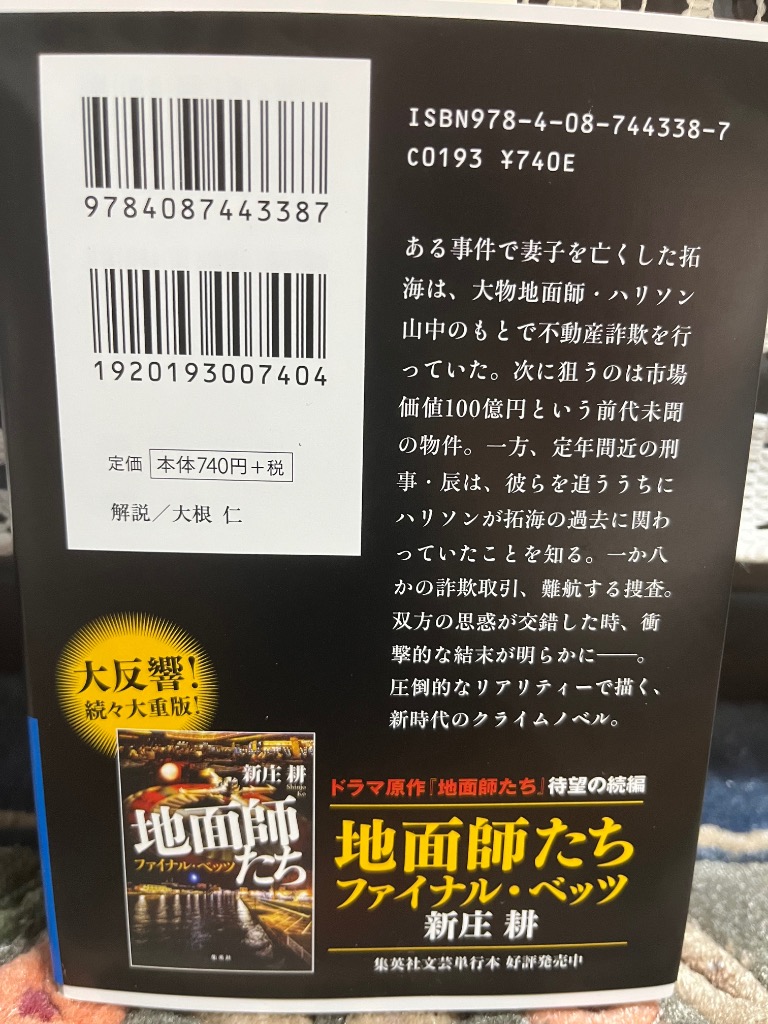 9784087443387
1920193007404
定価 本体740円+税
解説／大根 仁
ISBN978-4-08-744338-7
C0193 ¥740E
ある事件で妻子を亡くした拓
海は、大物地面師・ハリソン
山中のもとで不動産詐欺を行
っていた。次に狙うのは市場
価値100億円という前代未聞
の物件。一方、定年間近の刑
事・辰は、彼らを追ううちに
ハリソンが拓海の過去に関わ
っていたことを知る。一か八
かの詐欺取引、難航する捜査。
双方の思惑が交錯した時、衝
撃的な結末が明らかに──。
圧倒的なリアリティーで描く、
新時代のクライムノベル。
大反響!
続々大重版!
新庄 耕
Shinjo
Ko
地面師
たち
ファイナル・ベッツ
集英社
ドラマ原作『地面師たち』待望の続編
地面師たち
ファイナル・ベッツ
新庄 耕
集英社文芸単行本 好評発売中